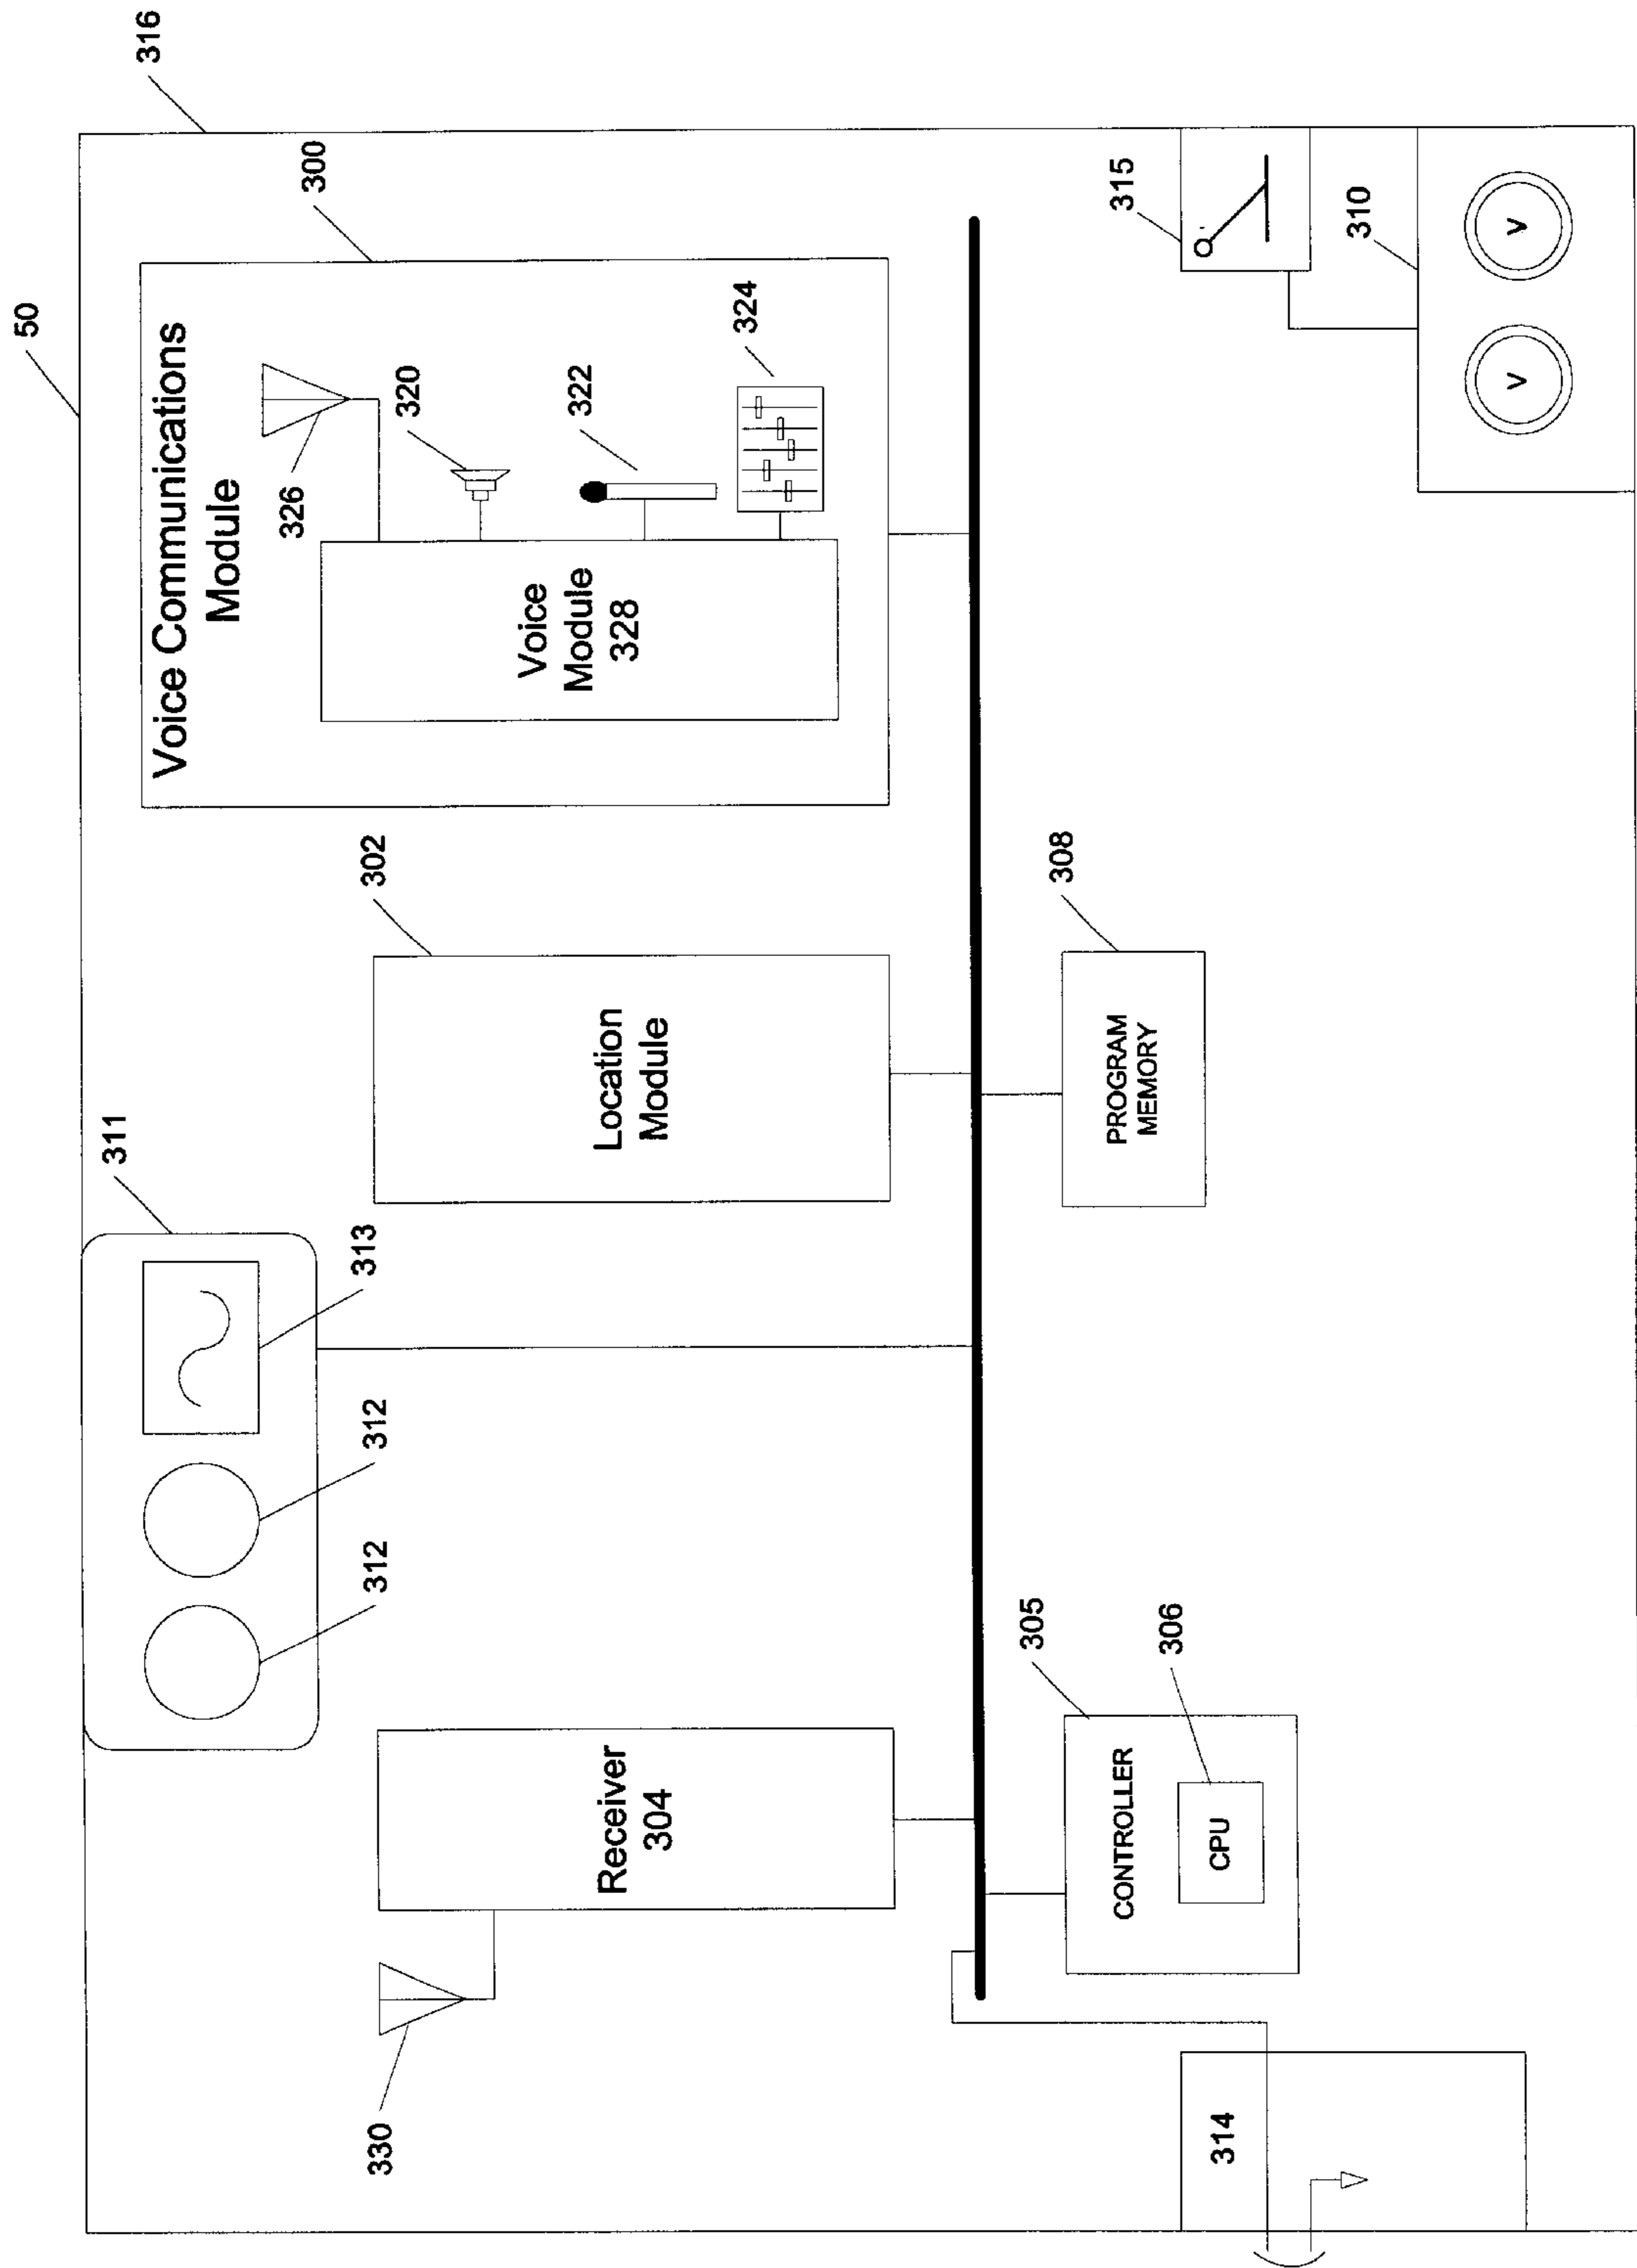 50
316
311
Voice Communications
Module
300
330
312
312
313
302
326
320
322
324
Receiver
304
Location
Module
Voice
Module
328
305
CONTROLLER
306
CPU
308
PROGRAM
MEMORY
314
315
310
V
V